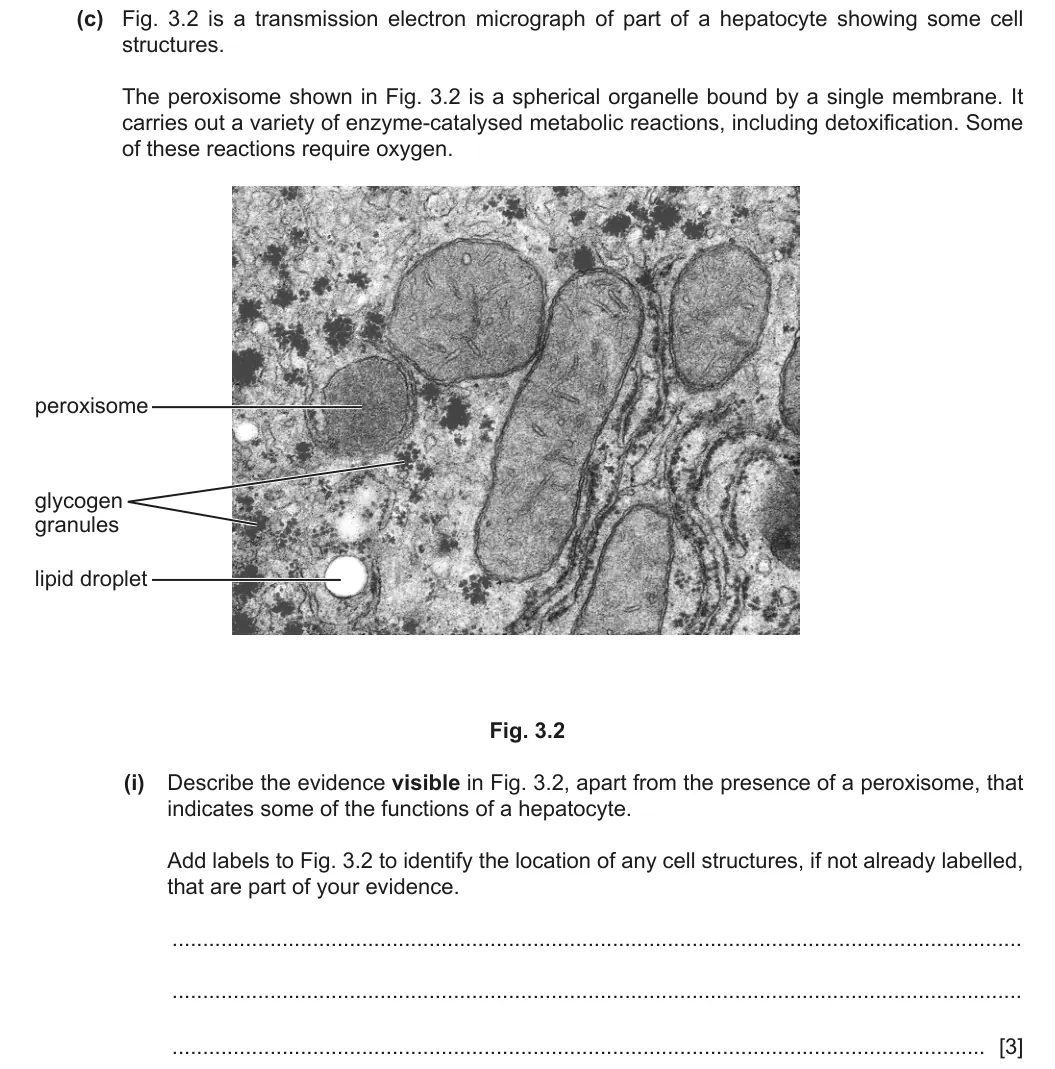 (c) Fig. 3.2 is a transmission electron micrograph of part of a hepatocyte showing some cell
structures.
The peroxisome shown in Fig. 3.2 is a spherical organelle bound by a single membrane. It
carries out a variety of enzyme-catalysed metabolic reactions, including detoxification. Some
of these reactions require oxygen.
peroxisome
glycogen
granules
lipid droplet
Fig. 3.2
(i) Describe the evidence visible in Fig. 3.2, apart from the presence of a peroxisome, that
indicates some of the functions of a hepatocyte.
Add labels to Fig. 3.2 to identify the location of any cell structures, if not already labelled,
that are part of your evidence.
...................................................................................................................................
...................................................................................................................................
............................................................................................................................. [3]